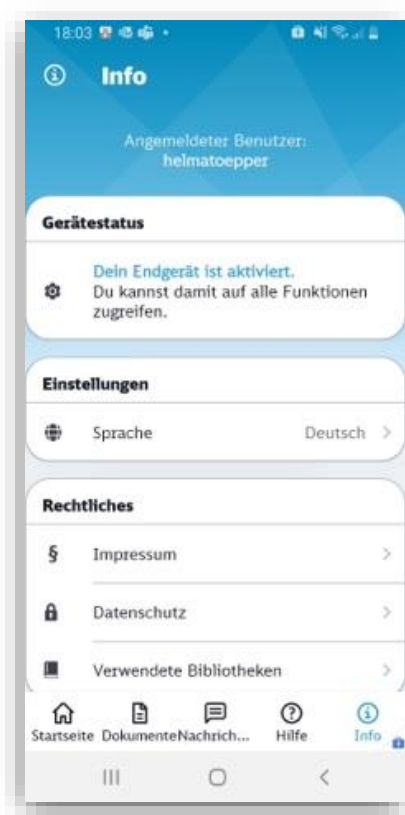 18:03
Info
Angemeldeter Benutzer:
helmatoepper
Gerätestatus
Dein Endgerät ist aktiviert.
Du kannst damit auf alle Funktionen
zugreifen.
Einstellungen
Sprache Deutsch
Rechtliches
§ Impressum
Datenschutz
Verwendete Bibliotheken
Startseite Dokumente Nachrich... Hilfe Info